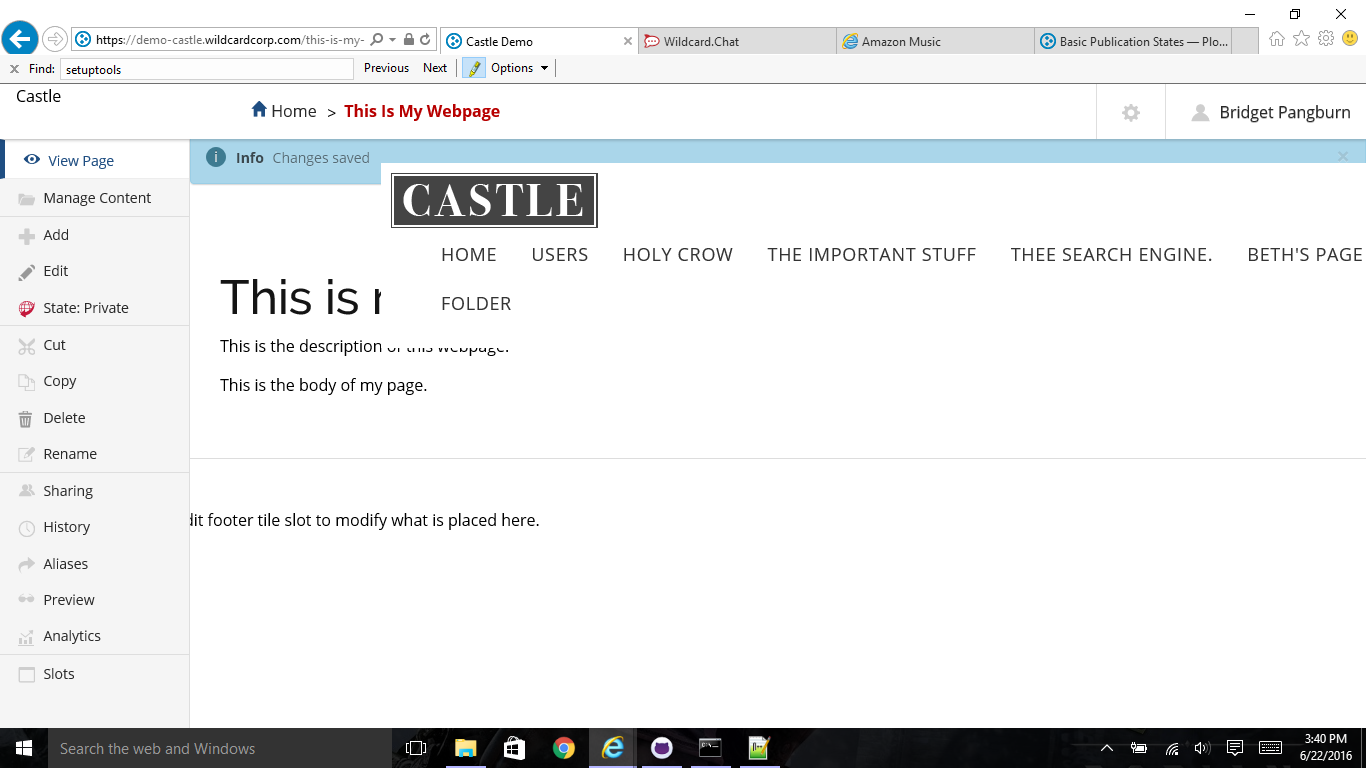 https://demo-castle.wildcardcorp.com/this-is-my-
Castle Demo
Wildcard.Chat
Amazon Music
Basic Publication States — Plo...
x Find: setuptools Previous Next Options
Castle
Home > This Is My Webpage
Bridget Pangburn
View Page
Manage Content
Add
Edit
State: Private
Cut
Copy
Delete
Rename
Sharing
History
Aliases
Preview
Analytics
Slots
i Info Changes saved ×
CASTLE
HOME USERS HOLY CROW THE IMPORTANT STUFF THEE SEARCH ENGINE. BETH'S PAGE
FOLDER
This is
This is the description of this webpage.
This is the body of my page.
dit footer tile slot to modify what is placed here.
Search the web and Windows
3:40 PM
6/22/2016